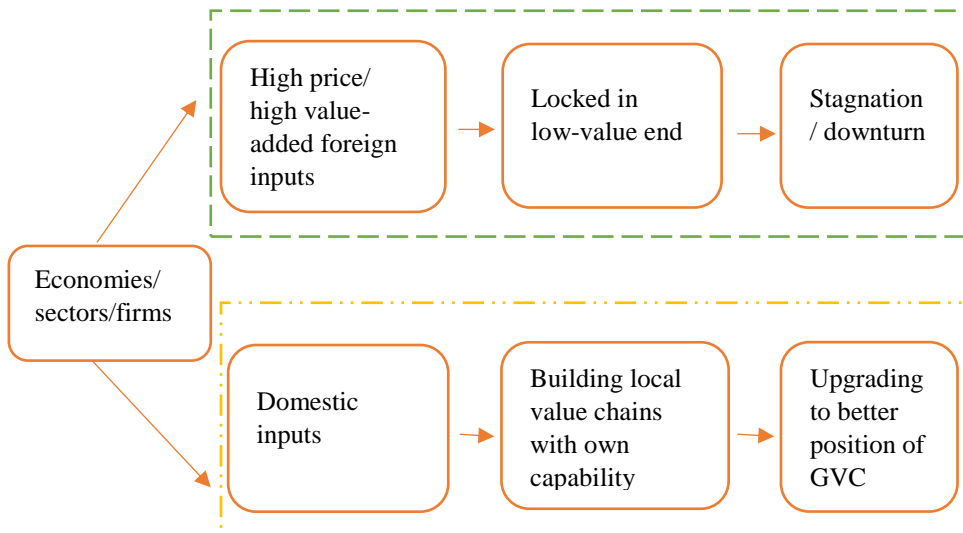 High price/
high value-
added foreign
inputs
Locked in
low-value end
Stagnation
/ downturn
Economies/
sectors/firms
Domestic
inputs
Building local
value chains
with own
capability
Upgrading
to better
position of
GVC